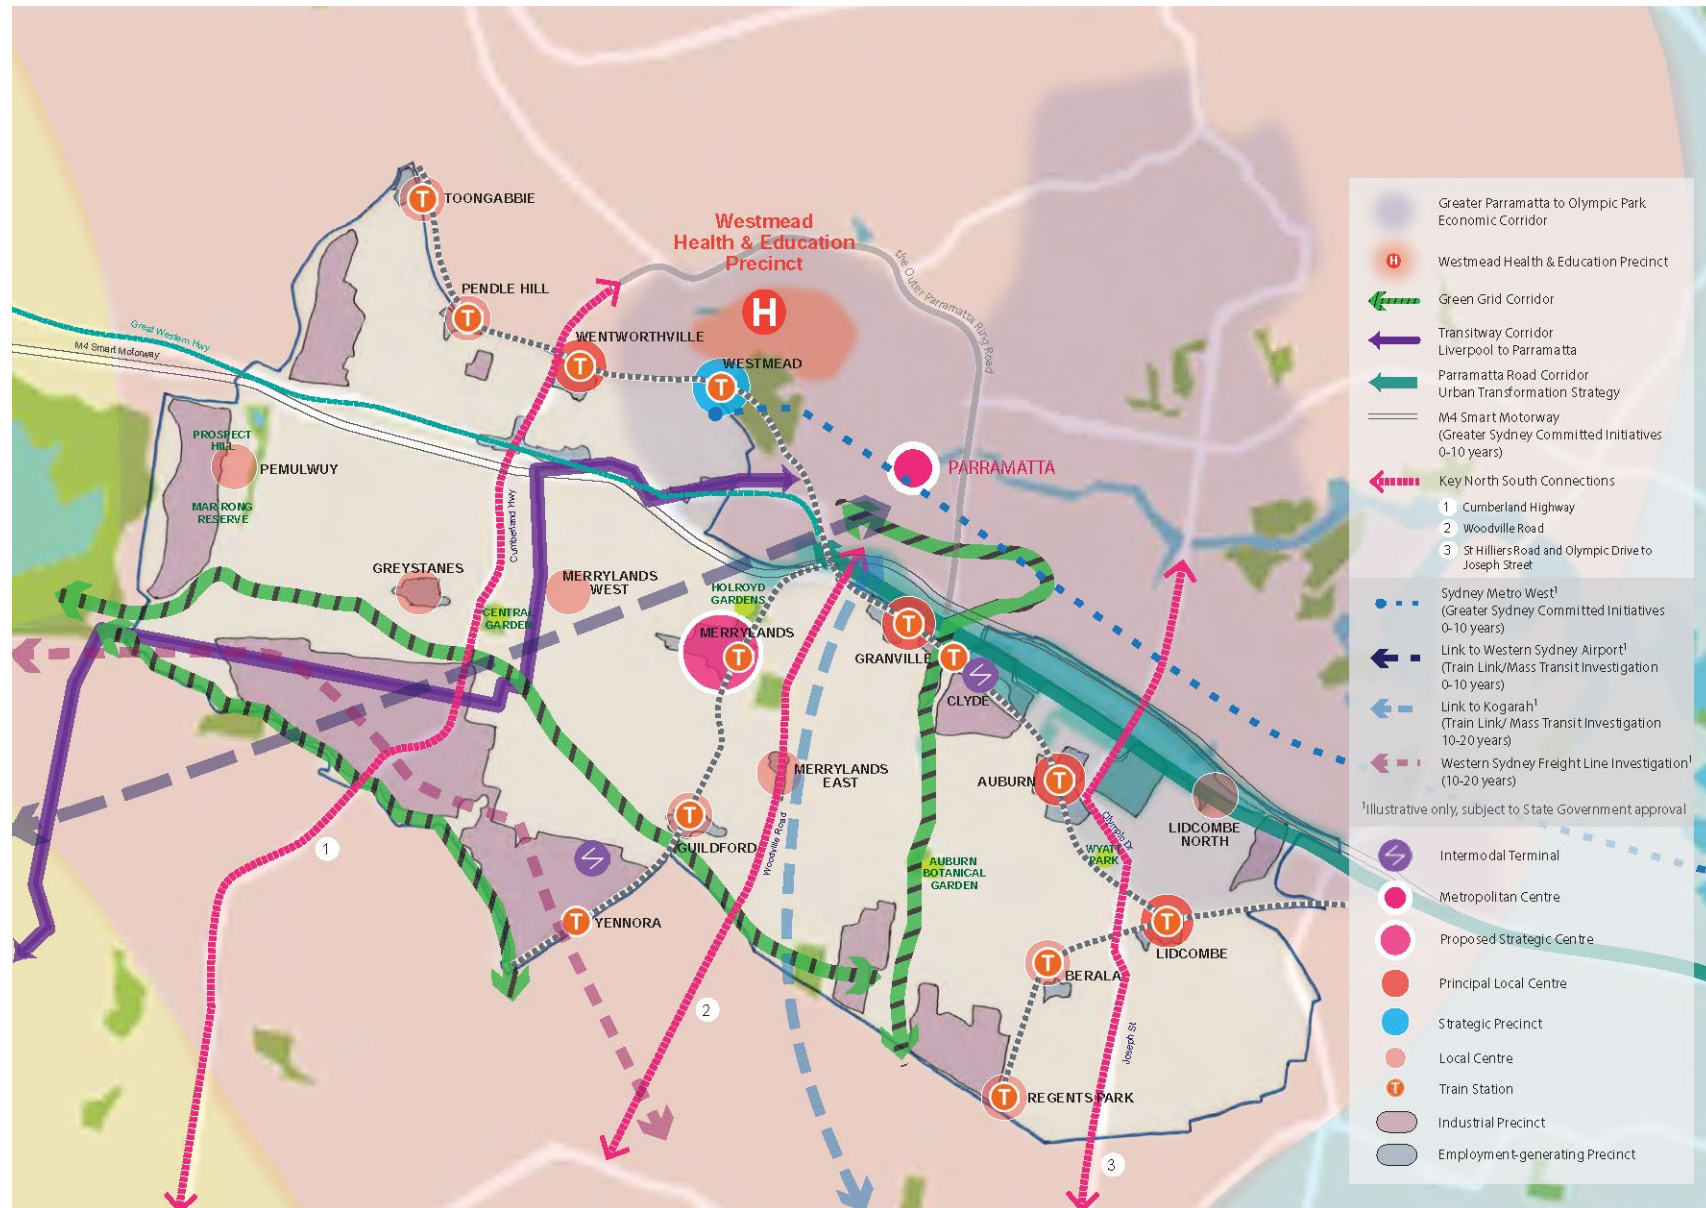 TOONGABBIE
Westmead
Health & Education
Precinct
H
the Outer Parramatta Ring Road
PENDLE HILL
WENTWORTHVILLE
WESTMEAD
Great Western Hwy
M4 Smart Motorway
PROSPECT
HILL
PEMULWUY
MARRONG
RESERVE
PARRAMATTA
Cumberland Hwy
GREYSTANES
MERRYLANDS
WEST
CENTRAL
GARDEN
HOLROYD
GARDENS
MERRYLANDS
GRANVILLE
CLYDE
MERRYLANDS
EAST
AUBURN
Olympic Dr
LIDCOMBE
NORTH
Woodville Road
GUILDFORD
WYATT
PARK
AUBURN
BOTANICAL
GARDEN
YENNORA
LIDCOMBE
BERALA
Joseph St
REGENTS PARK
1
2
3
T
T
T
T
T
T
T
T
T
T
T
T
T
Greater Parramatta to Olympic Park
Economic Corridor
H
Westmead Health & Education Precinct
Green Grid Corridor
Transitway Corridor
Liverpool to Parramatta
Parramatta Road Corridor
Urban Transformation Strategy
M4 Smart Motorway
(Greater Sydney Committed Initiatives
0-10 years)
Key North South Connections
1 Cumberland Highway
2 Woodville Road
3 St Hilliers Road and Olympic Drive to
Joseph Street
Sydney Metro West¹
(Greater Sydney Committed Initiatives
0-10 years)
Link to Western Sydney Airport¹
(Train Link/Mass Transit Investigation
0-10 years)
Link to Kogarah¹
(Train Link/ Mass Transit Investigation
10-20 years)
Western Sydney Freight Line Investigation¹
(10-20 years)
¹Illustrative only, subject to State Government approval
Intermodal Terminal
Metropolitan Centre
Proposed Strategic Centre
Principal Local Centre
Strategic Precinct
Local Centre
T
Train Station
Industrial Precinct
Employment-generating Precinct